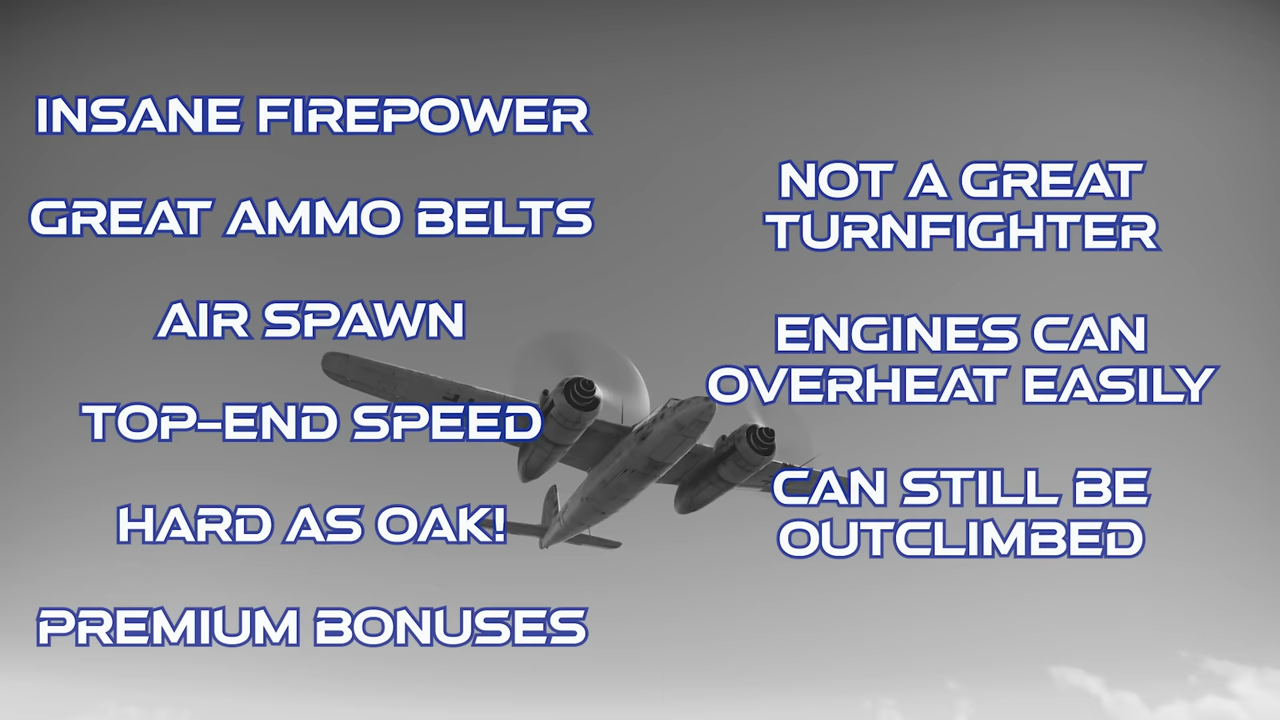 INSANE FIREPOWER
GREAT AMMO BELTS
AIR SPAWN
TOP-END SPEED
HARD AS OAK!
PREMIUM BONUSES
NOT A GREAT
TURNFIGHTER
ENGINES CAN
OVERHEAT EASILY
CAN STILL BE
OUTCLIMBED